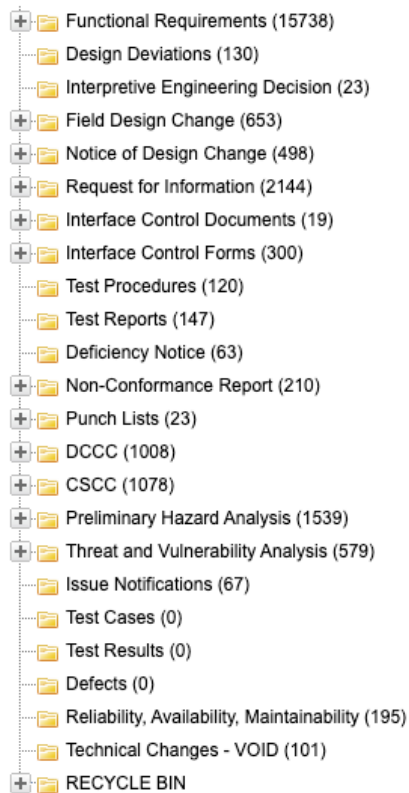 Functional Requirements (15738)
Design Deviations (130)
Interpretive Engineering Decision (23)
Field Design Change (653)
Notice of Design Change (498)
Request for Information (2144)
Interface Control Documents (19)
Interface Control Forms (300)
Test Procedures (120)
Test Reports (147)
Deficiency Notice (63)
Non-Conformance Report (210)
Punch Lists (23)
DCCC (1008)
CSCC (1078)
Preliminary Hazard Analysis (1539)
Threat and Vulnerability Analysis (579)
Issue Notifications (67)
Test Cases (0)
Test Results (0)
Defects (0)
Reliability, Availability, Maintainability (195)
Technical Changes - VOID (101)
RECYCLE BIN